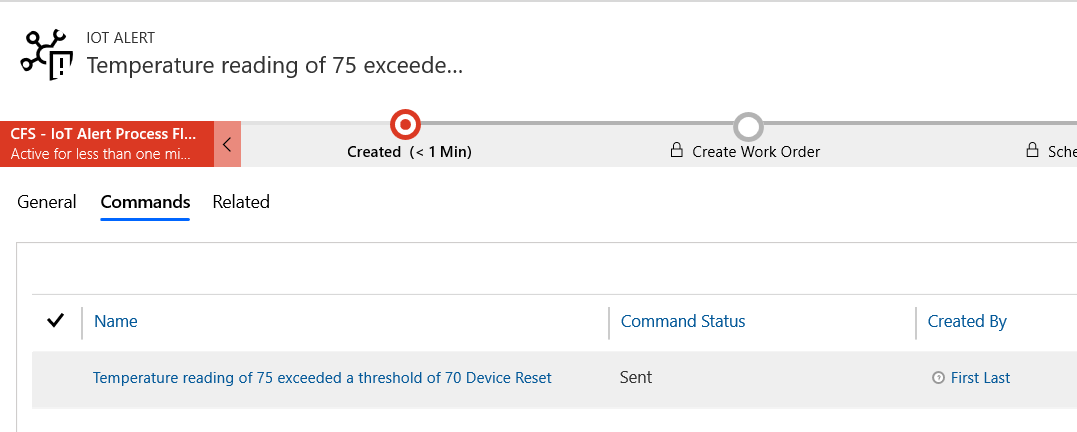 IOT ALERT
Temperature reading of 75 exceede...
CFS - IoT Alert Process Fl...
Active for less than one mi...
Created (< 1 Min)
Create Work Order
Sche
General Commands Related
Name Command Status Created By
Temperature reading of 75 exceeded a threshold of 70 Device Reset Sent First Last